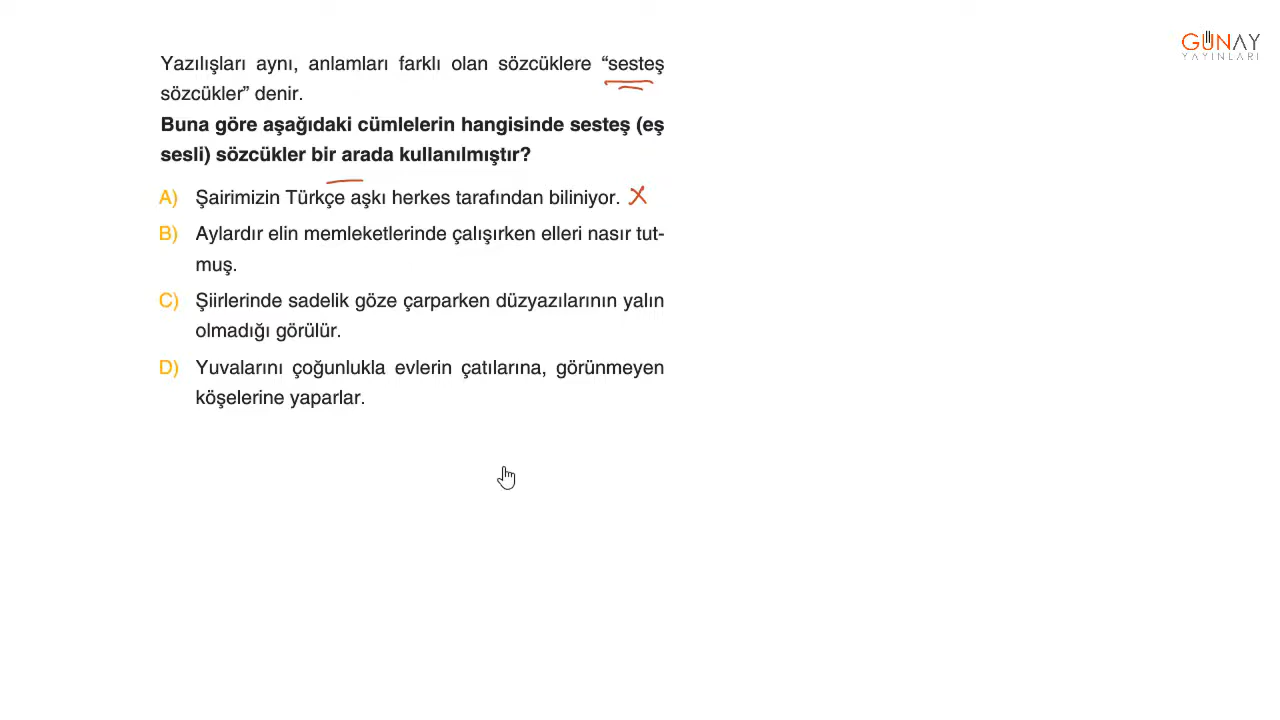 GÜNAY
YAYINLARI
Yazılışları aynı, anlamları farklı olan sözcüklere “sesteş
sözcükler” denir.
Buna göre aşağıdaki cümlelerin hangisinde sesteş (eş
sesli) sözcükler bir arada kullanılmıştır?
A) Şairimizin Türkçe aşkı herkes tarafından biliniyor. X
B) Aylardır elin memleketlerinde çalışırken elleri nasır tut-
muş.
C) Şiirlerinde sadelik göze çarparken düzyazılarının yalın
olmadığı görülür.
D) Yuvalarını çoğunlukla evlerin çatılarına, görünmeyen
köşelerine yaparlar.